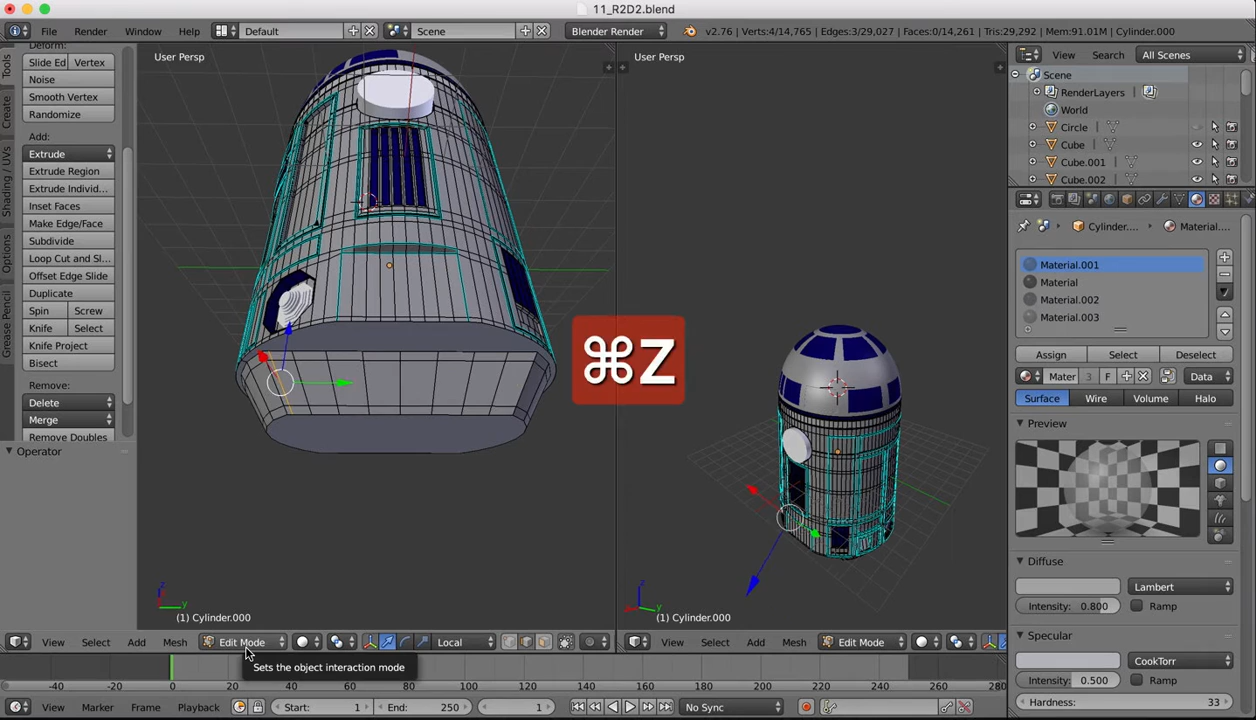 11_R2D2.blend
File Render Window Help Default Scene Blender Render v2.76 | Verts:4/14,765 | Edges:3/29,027 | Faces:0/14,261 | Tris:29,292 | Mem:91.01M | Cylinder.000
Tools
Create
Shading / UVs
Options
Grease Pencil
Deform:
Slide Ed Vertex
Noise
Smooth Vertex
Randomize
Add:
Extrude
Extrude Region
Extrude Individ...
Inset Faces
Make Edge/Face
Subdivide
Loop Cut and Sl...
Offset Edge Slide
Duplicate
Spin Screw
Knife Select
Knife Project
Bisect
Remove:
Delete
Merge
Remove Doubles
Operator
User Persp
(1) Cylinder.000
View Select Add Mesh Edit Mode Local
Sets the object interaction mode
⌘Z
User Persp
(1) Cylinder.000
View Select Add Mesh Edit Mode
View Search All Scenes
Scene
RenderLayers
World
Circle
Cube
Cube.001
Cube.002
Cylinder.... Material....
Material.001
Material
Material.002
Material.003
Assign Select Deselect
Mater 3 F Data
Surface Wire Volume Halo
Preview
Diffuse
Lambert
Intensity: 0.800 Ramp
Specular
CookTorr
Intensity: 0.500 Ramp
Hardness: 33
-40 -20 0 20 40 60 80 100 120 140 160 180 200 220 240 260 280
View Marker Frame Playback Start: 1 End: 250 1 No Sync